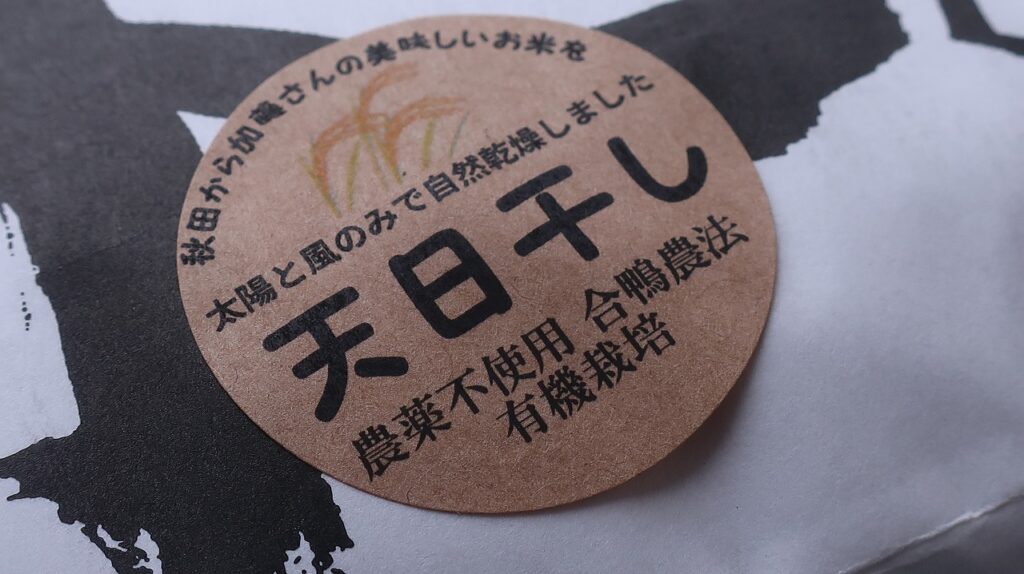 秋田から加藤さんの美味しいお米を
太陽と風のみで自然乾燥しました
天日干し
農薬不使用 合鴨農法
有機栽培